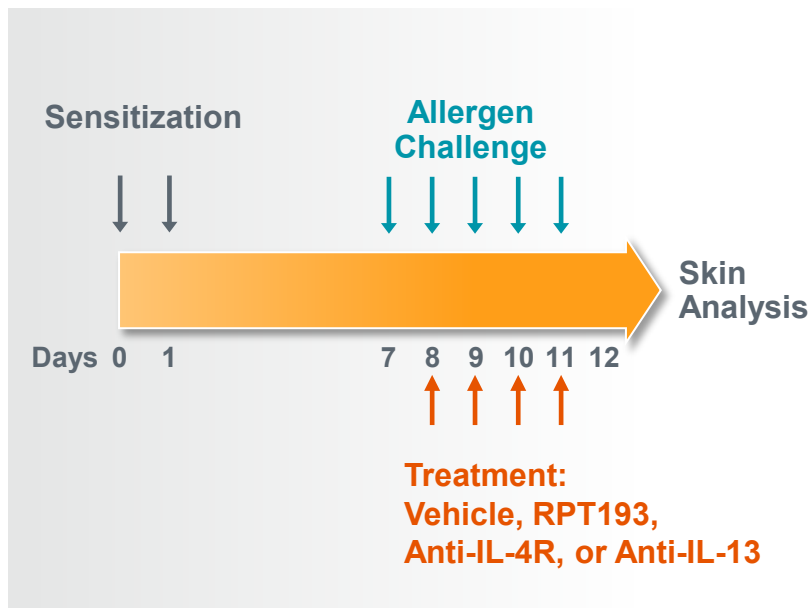 Sensitization
Allergen
Challenge
Skin
Analysis
Days 0 1 7 8 9 10 11 12
Treatment:
Vehicle, RPT193,
Anti-IL-4R, or Anti-IL-13